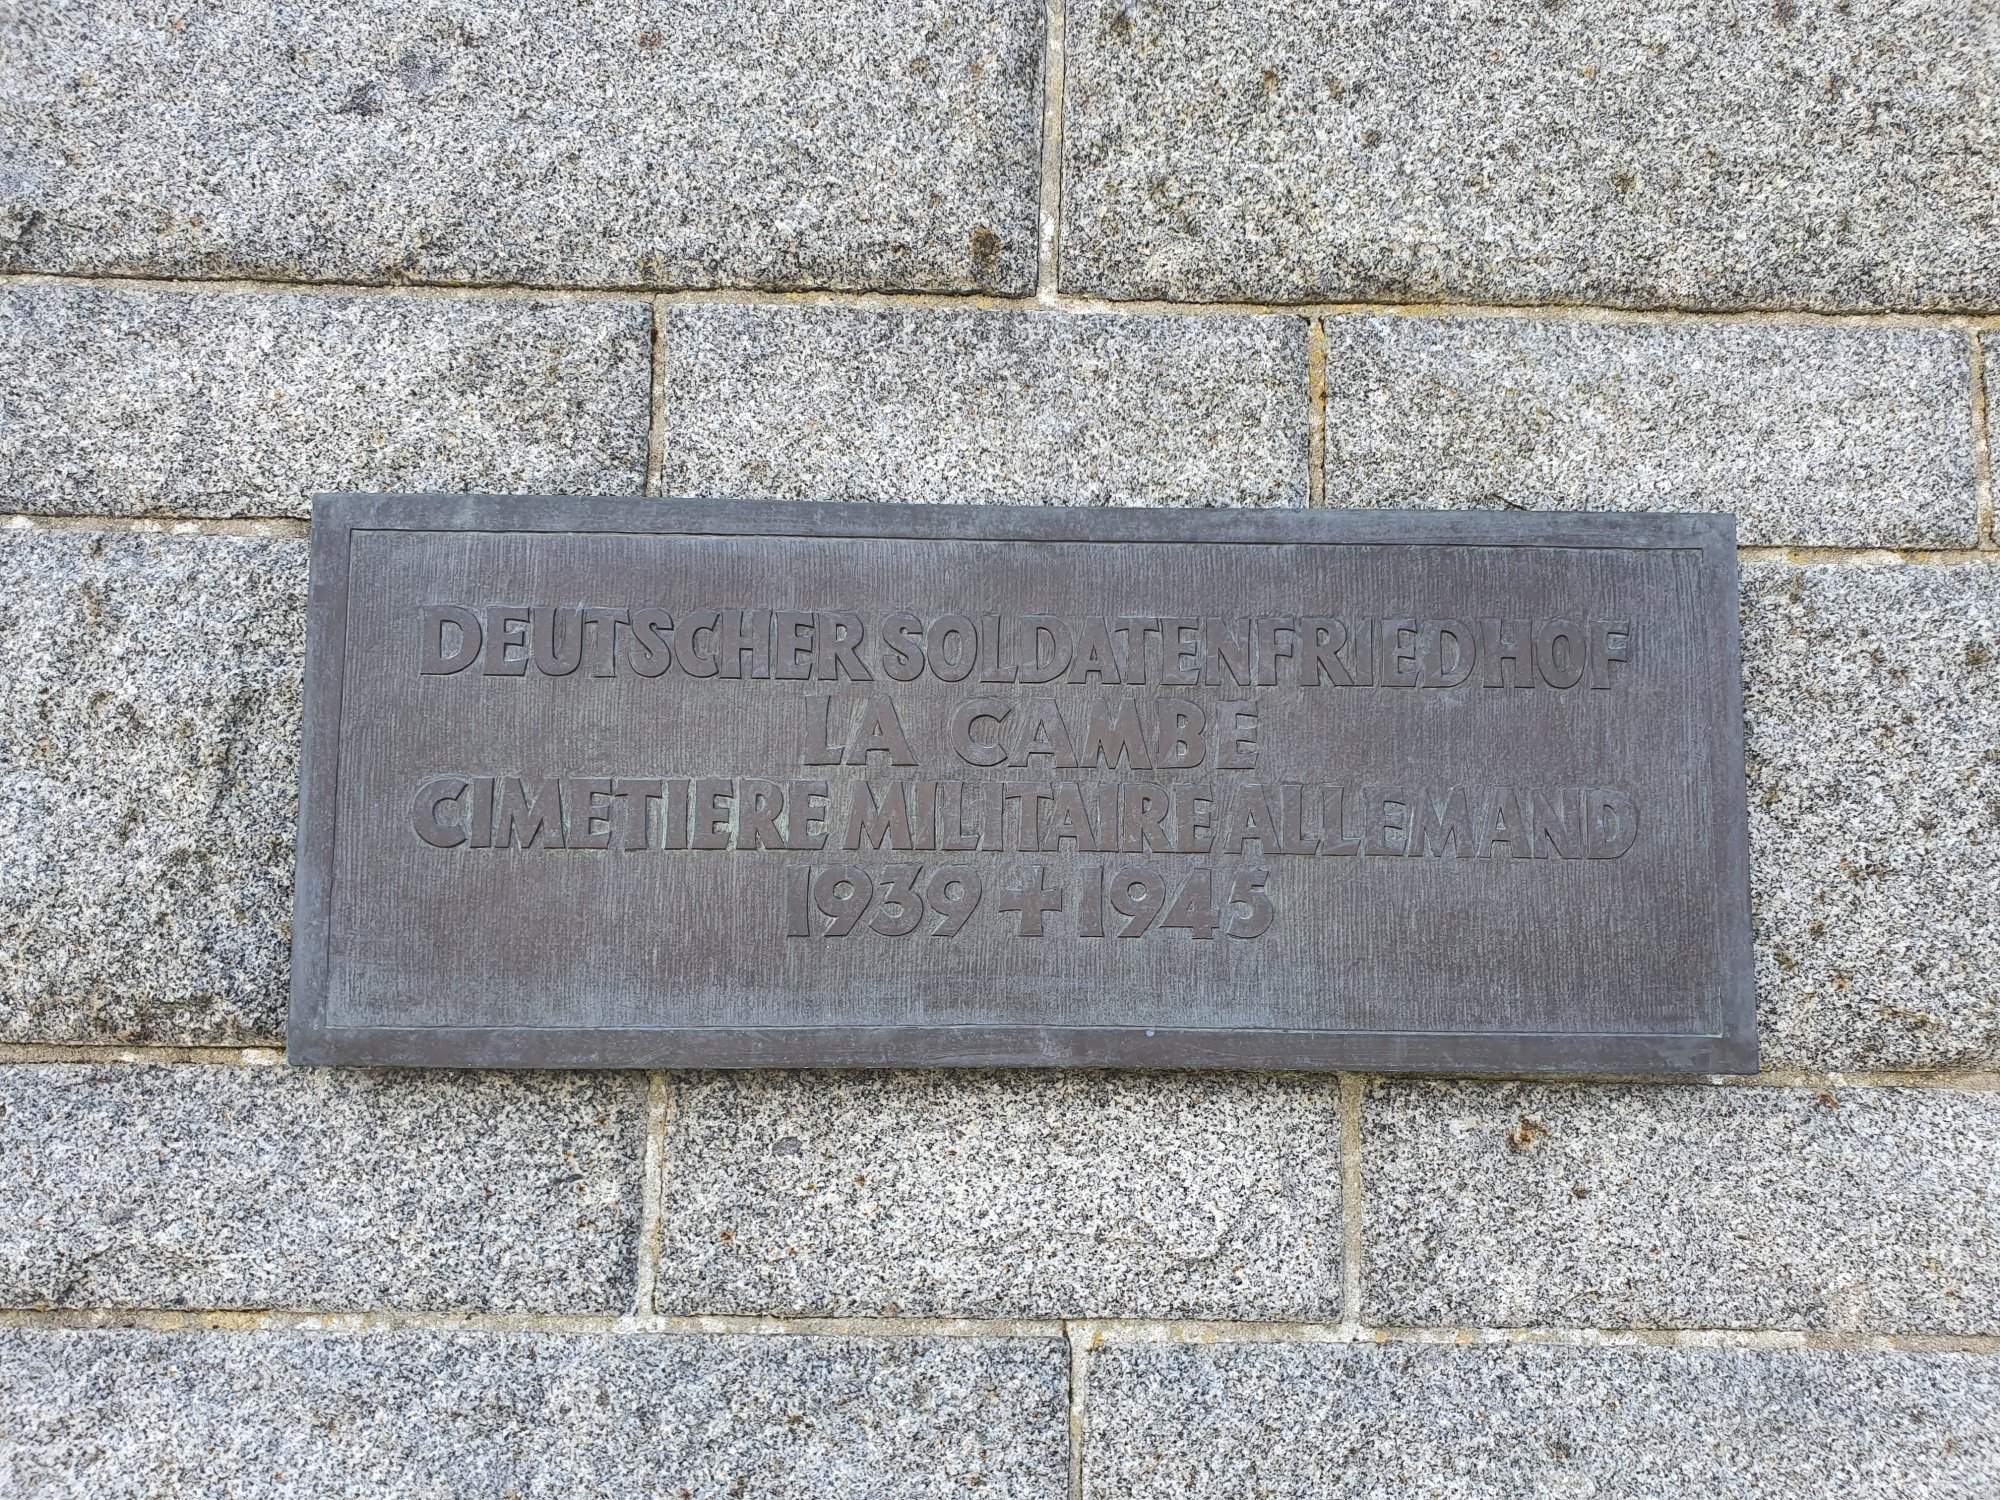 DEUTSCHER SOLDATENFRIEDHOF
LA CAMBE
CIMETIERE MILITAIRE ALLEMAND
1939 + 1945